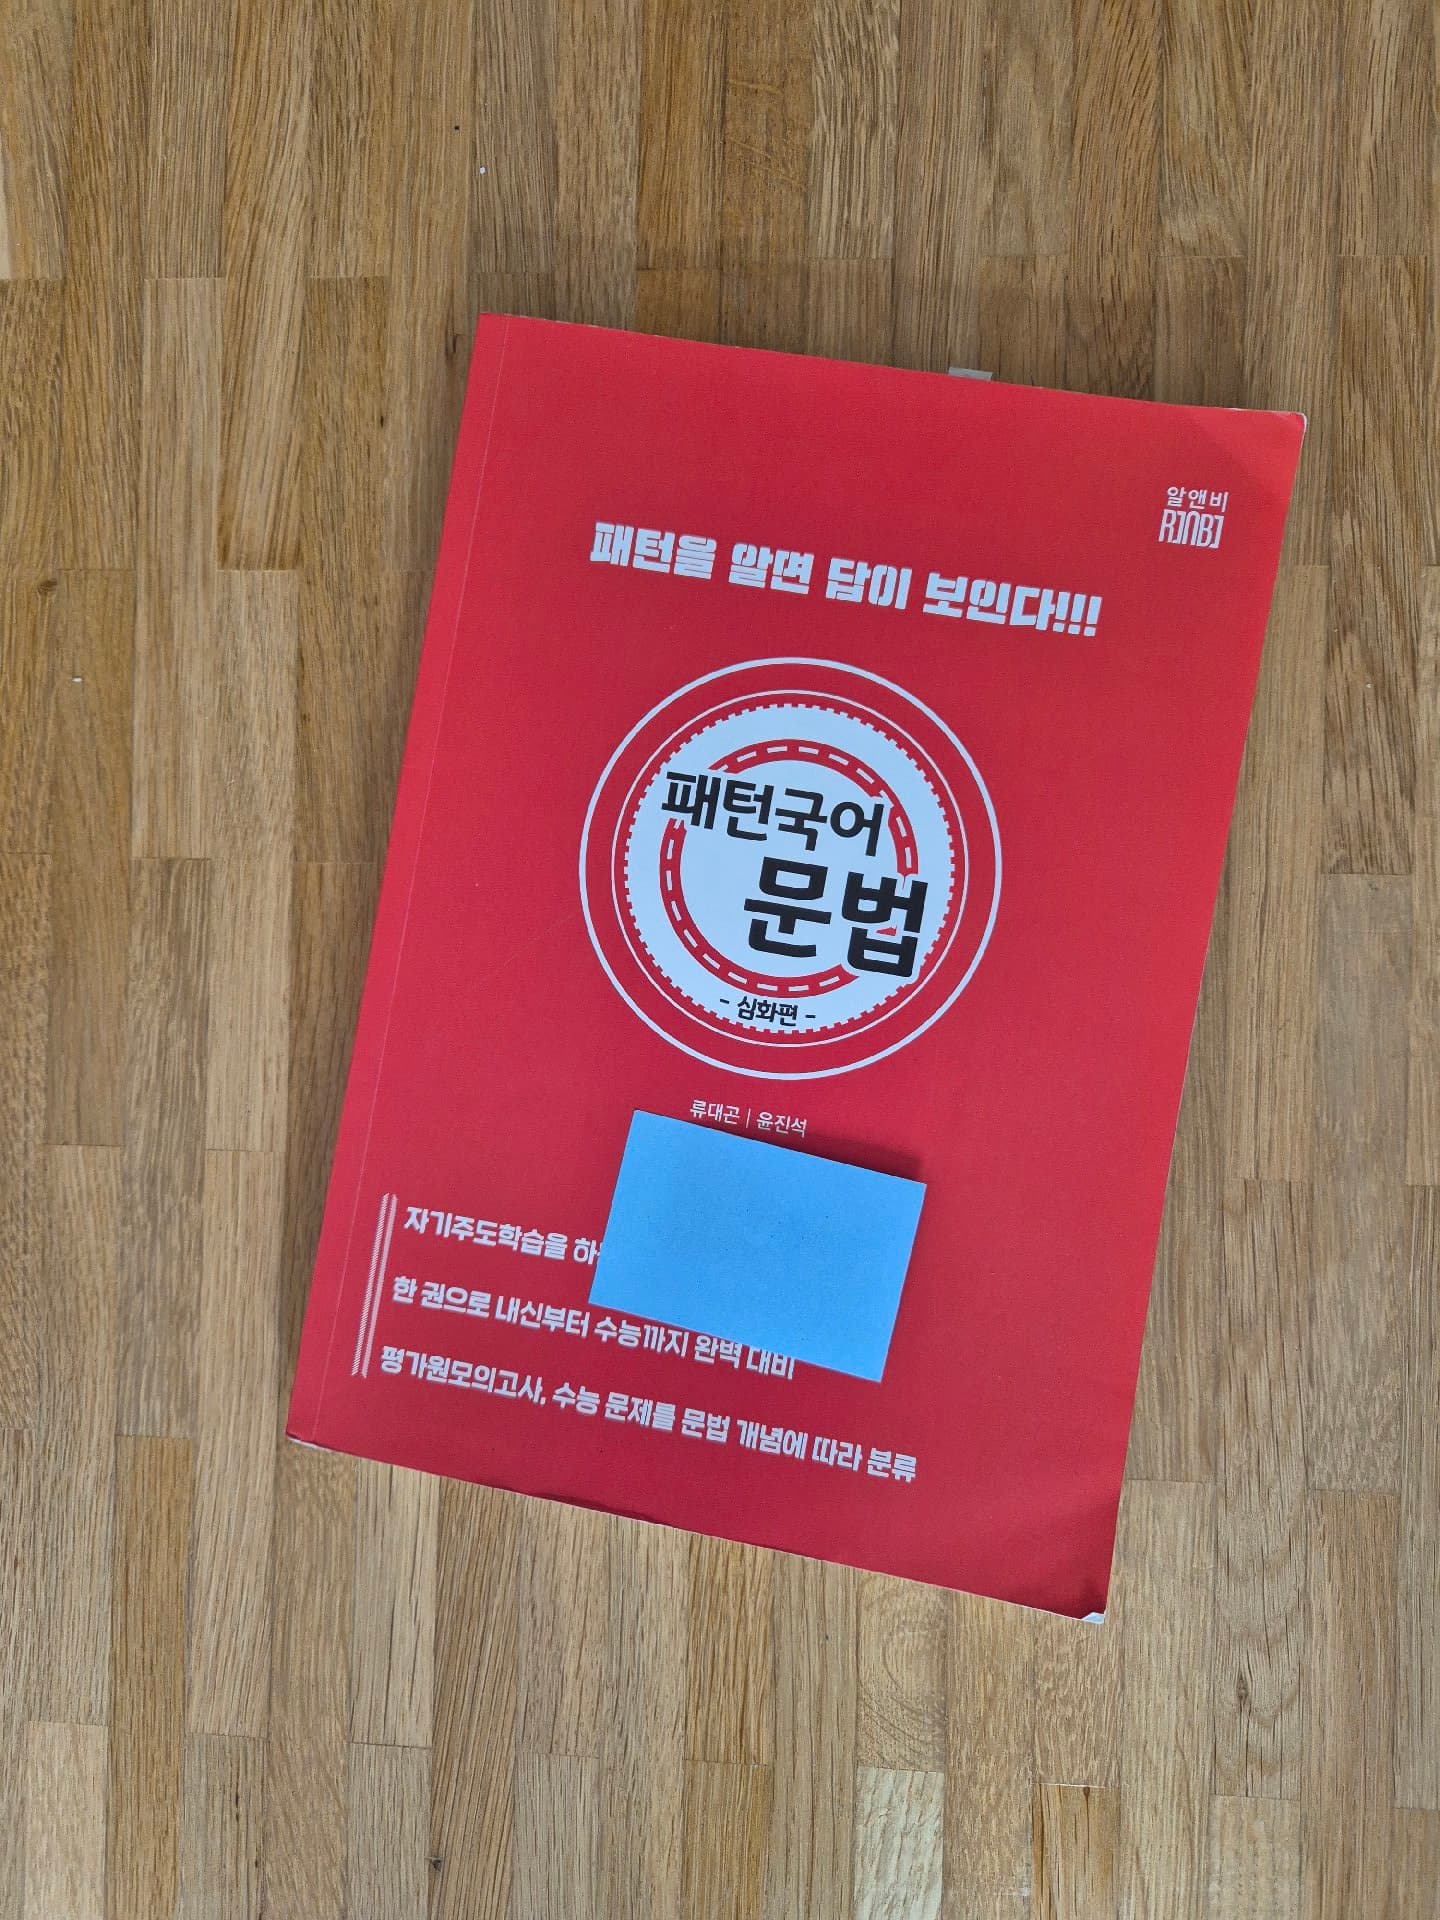 알앤비
RNB
패턴을 알면 답이 보인다!!!
패턴국어
문법
- 심화편 -
류대곤 | 윤진석
자기주도학습을
한 권으로 내신부터 수능까지 완벽 대비
평가원모의고사, 수능 문제를 문법 개념에 따라 분류